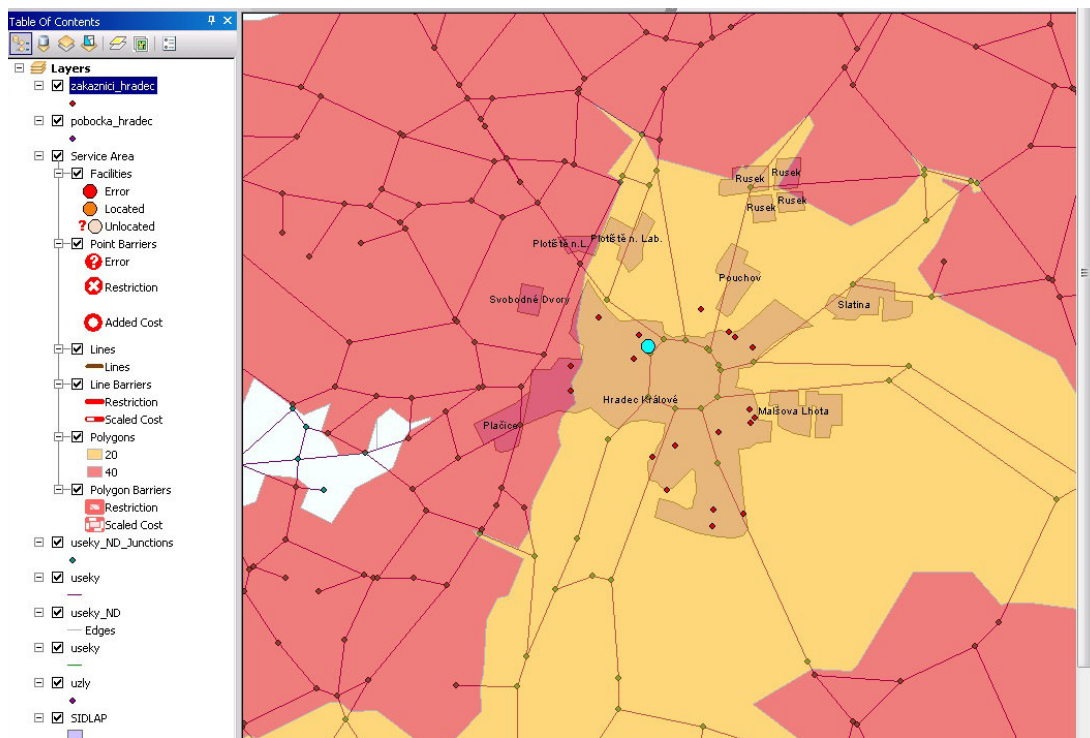 Table Of Contents
Layers
zakaznici_hradec
pobocka_hradec
Service Area
Facilities
Error
Located
? Unlocated
Point Barriers
? Error
Restriction
Added Cost
Lines
Lines
Line Barriers
Restriction
Scaled Cost
Polygons
20
40
Polygon Barriers
Restriction
Scaled Cost
useky_ND_Junctions
useky
useky_ND
Edges
useky
uzly
SIDLAP
Rusek
Rusek
Rusek
Rusek
Plotiště n.L.
Plotiště n. Lab.
Pouchov
Svobodné Dvory
Slatina
Hradec Králové
Malšova Lhota
Plačice